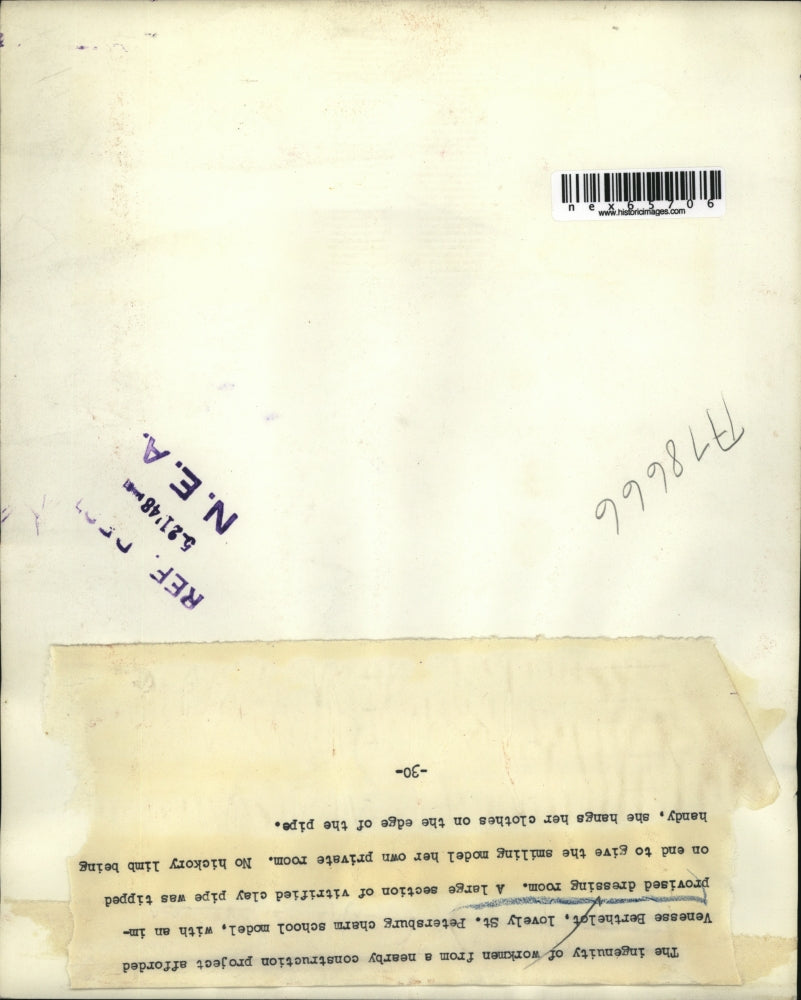 nex65706
www.historicimages.com
A78666
REF. DEPT.
5-21'48
N. E. A.
The ingenuity of workmen from a nearby construction project afforded
Venesse Berthelot, lovely St. Petersburg charm school model, with an im-
provised dressing room. A large section of vitrified clay pipe was tipped
on end to give the smiling model her own private room. No hickory limb being
handy, she hangs her clothes on the edge of the pipe.
-30-